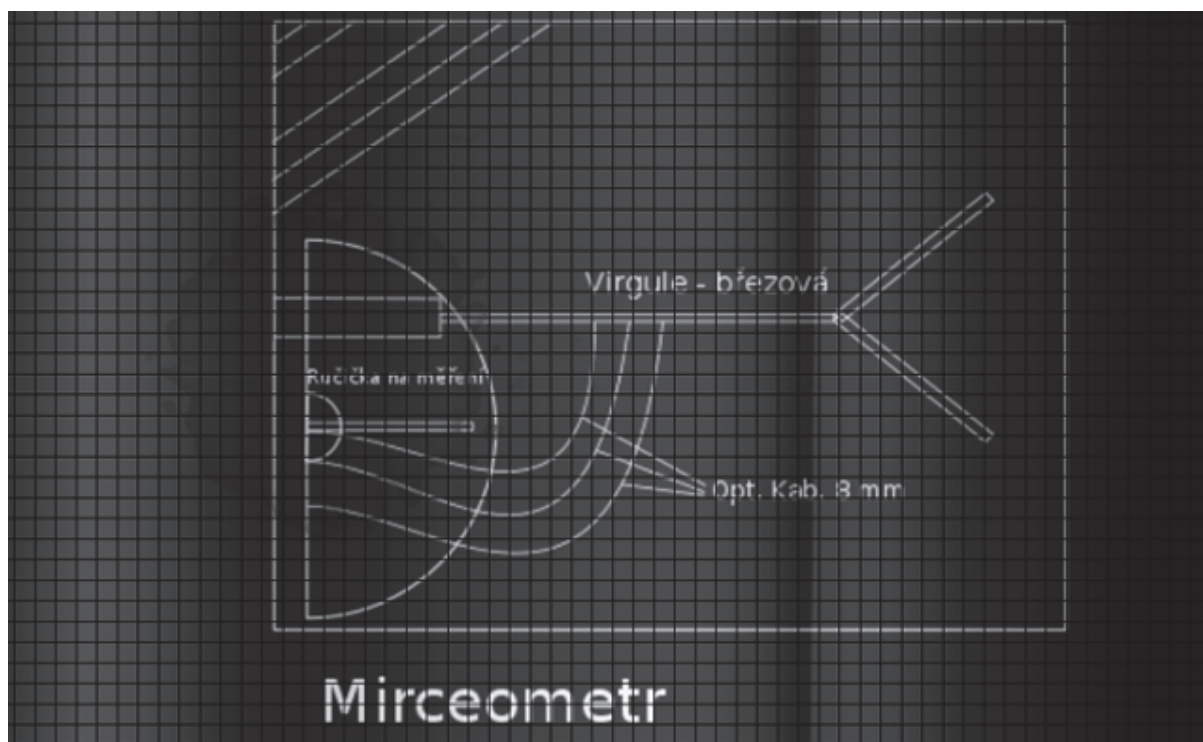 Virgule - březová
Ručička na měření
Opt. Kab. 8 mm
Mirceometr